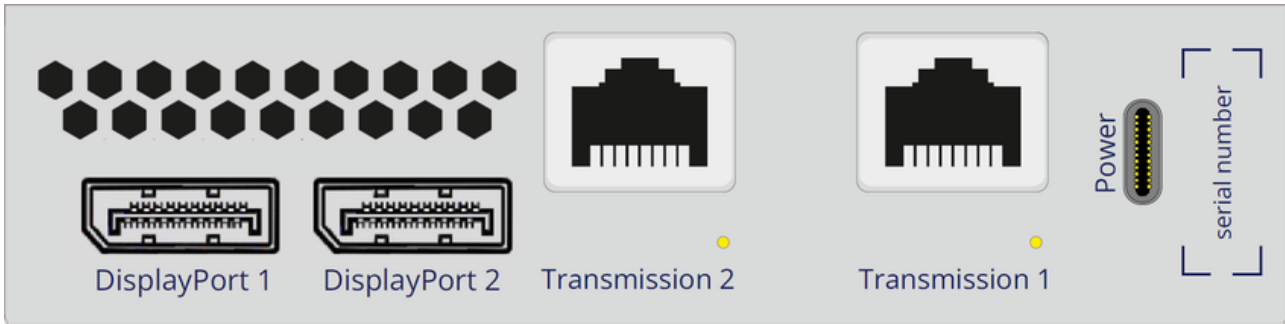 DisplayPort 1
DisplayPort 2
Transmission 2
Transmission 1
Power
serial number